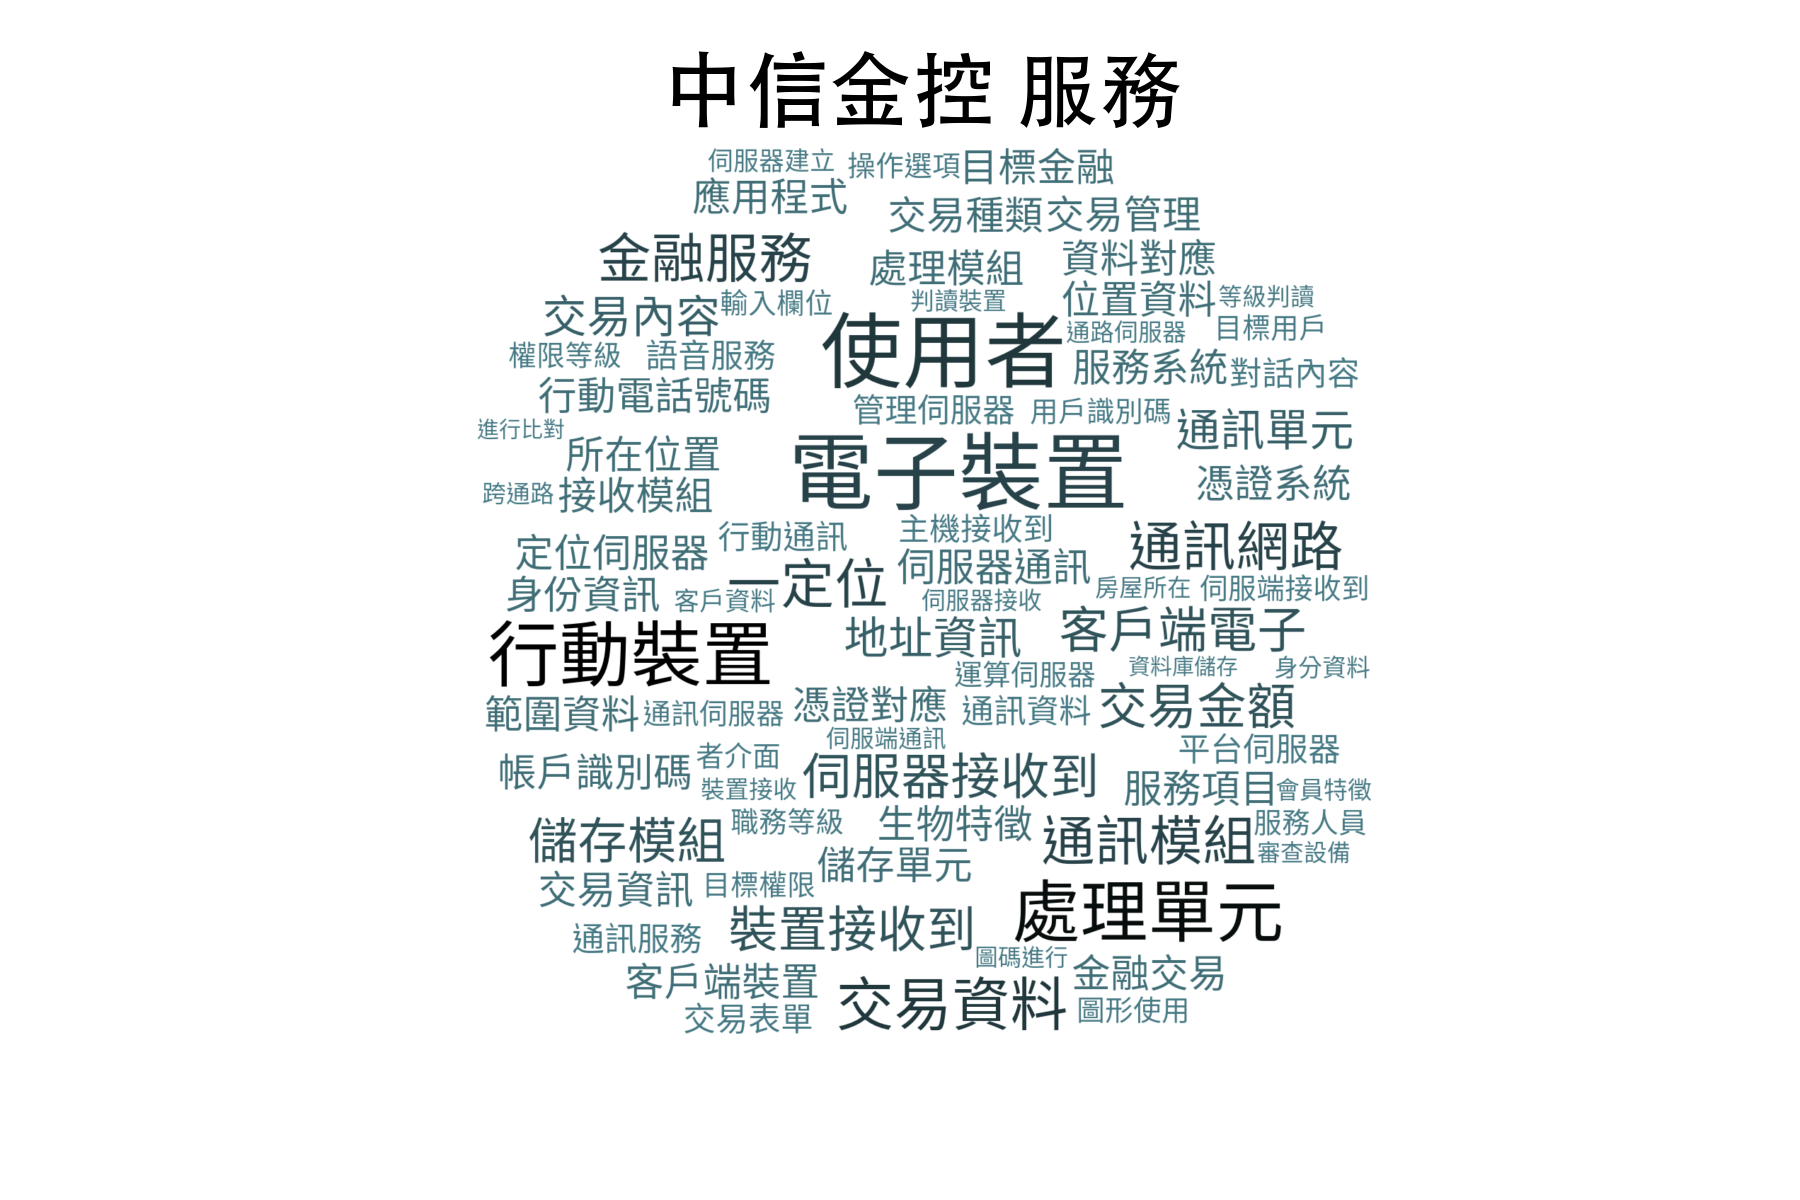 中信金控 服務
伺服器建立 操作選項 目標金融
應用程式 交易種類 交易管理
金融服務 處理模組 資料對應
交易內容 輸入欄位 判讀裝置 位置資料 等級判讀
使用者 通路伺服器 目標用戶
權限等級 語音服務 服務系統 對話內容
行動電話號碼 管理伺服器 用戶識別碼 通訊單元
進行比對 所在位置 電子裝置 憑證系統
跨通路 接收模組
定位伺服器 行動通訊 主機接收到 通訊網路
一定位 伺服器通訊
身份資訊 客戶資料 伺服器接收 房屋所在 伺服端接收到
行動裝置 地址資訊 客戶端電子
運算伺服器 資料庫儲存 身分資料
範圍資料 通訊伺服器 憑證對應 通訊資料 交易金額
伺服端通訊 平台伺服器
帳戶識別碼 者介面 伺服器接收到
裝置接收 服務項目 會員特徵
儲存模組 職務等級 生物特徵 通訊模組 服務人員
儲存單元 審查設備
交易資訊 目標權限 處理單元
通訊服務 裝置接收到
圖碼進行 金融交易
客戶端裝置 交易資料 圖形使用
交易表單